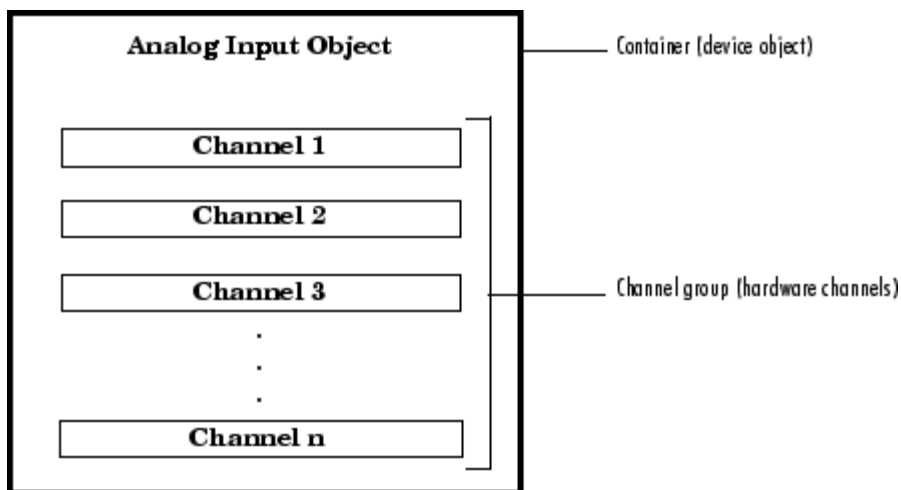 Analog Input Object
Container (device object)
Channel 1
Channel 2
Channel 3
Channel group (hardware channels)
.
.
.
Channel n